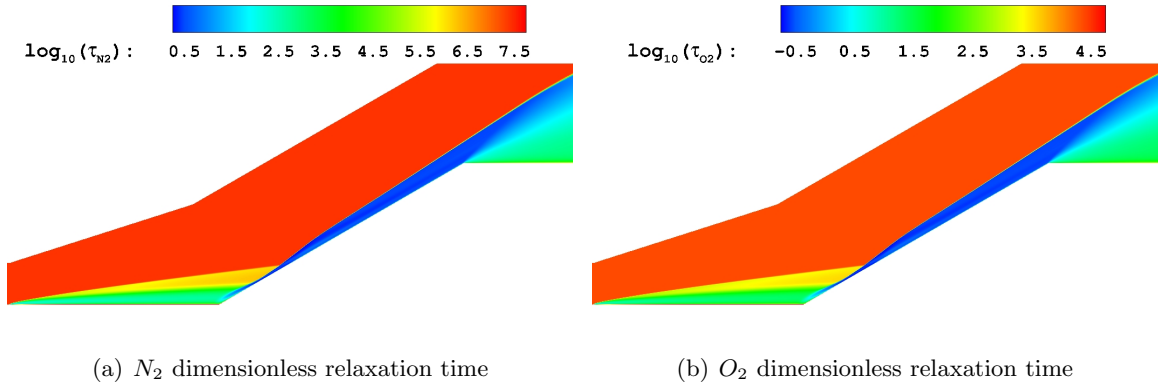 log₁₀(τ_N2): 0.5 1.5 2.5 3.5 4.5 5.5 6.5 7.5
log₁₀(τ_O2): -0.5 0.5 1.5 2.5 3.5 4.5
(a) N₂ dimensionless relaxation time
(b) O₂ dimensionless relaxation time